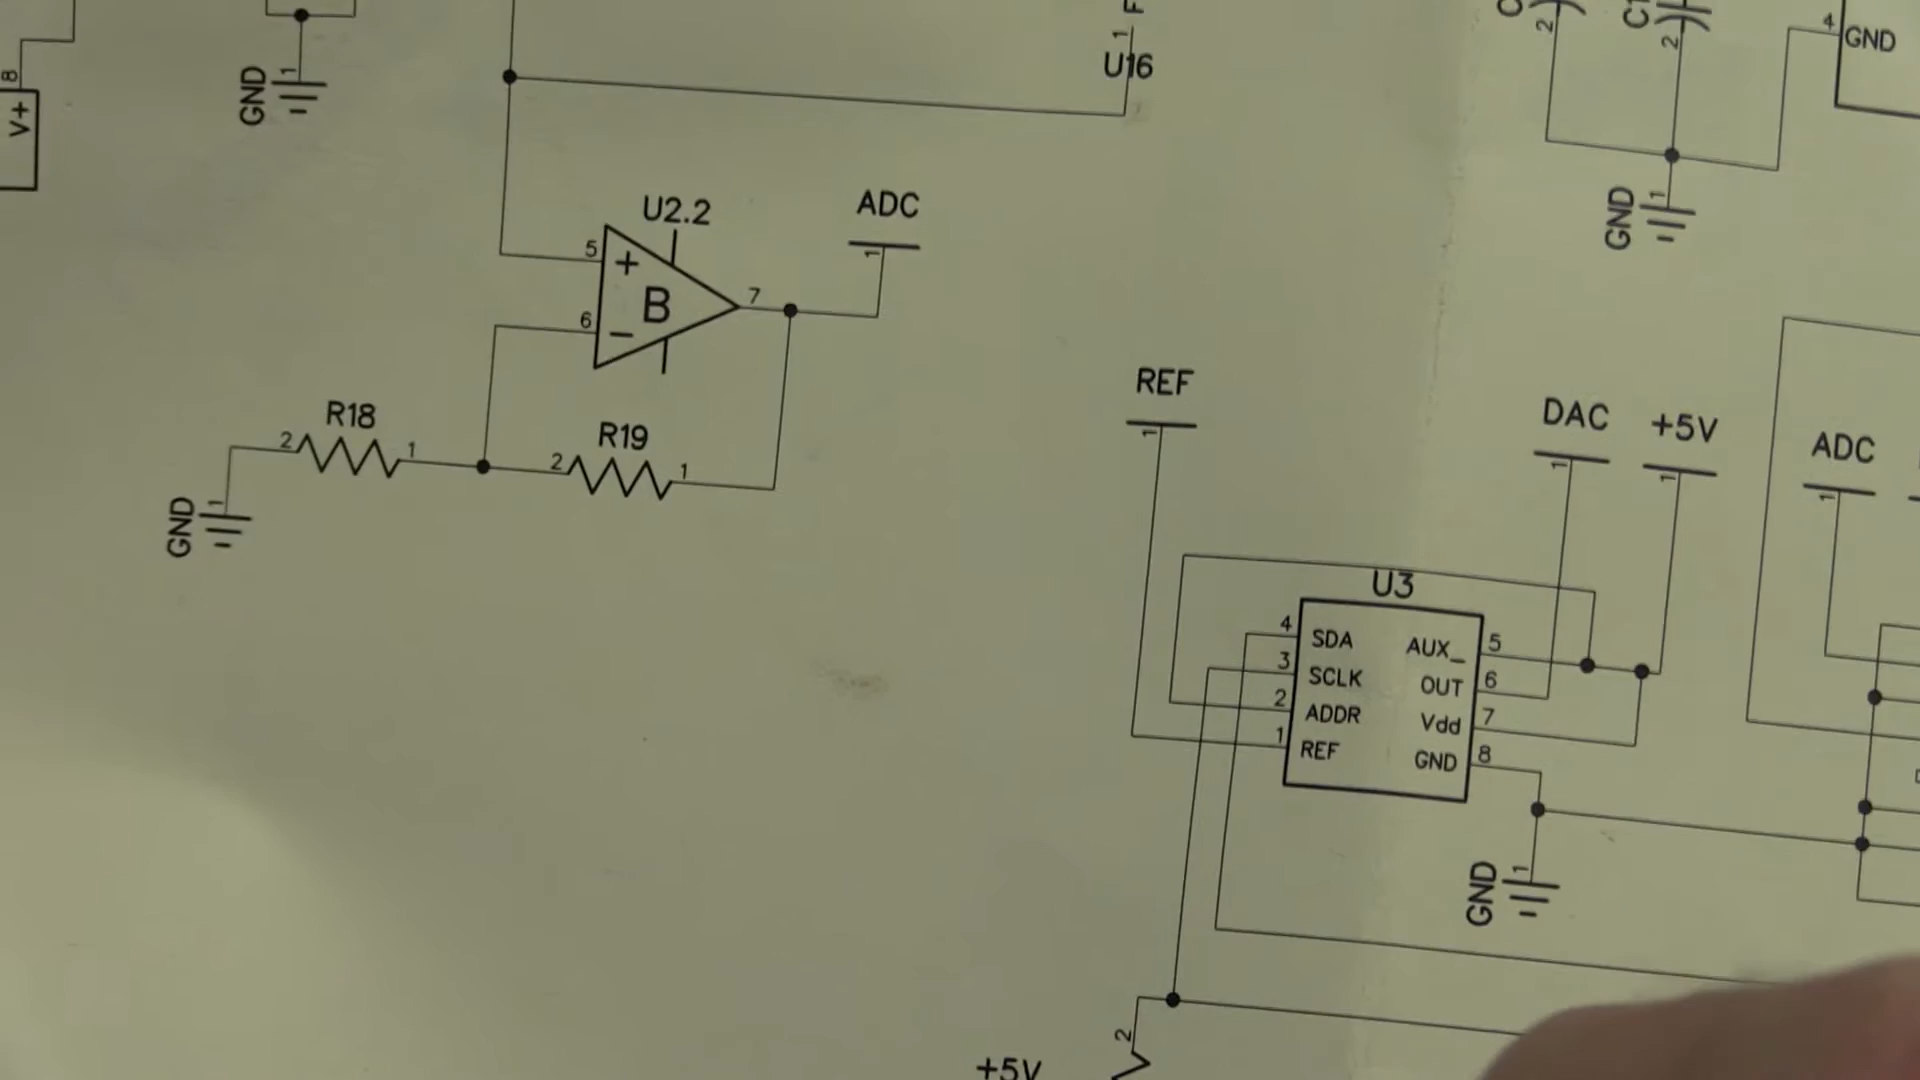 8
V+
GND
1
U16
1
2
2
4
GND
GND
1
U2.2
ADC
1
5
+
B
7
6
−
R18
2
1
R19
2
1
GND
1
REF
1
DAC
1
+5V
1
ADC
1
U3
4
SDA
AUX_
5
3
SCLK
OUT
6
2
ADDR
Vdd
7
1
REF
GND
8
GND
1
2
+5V